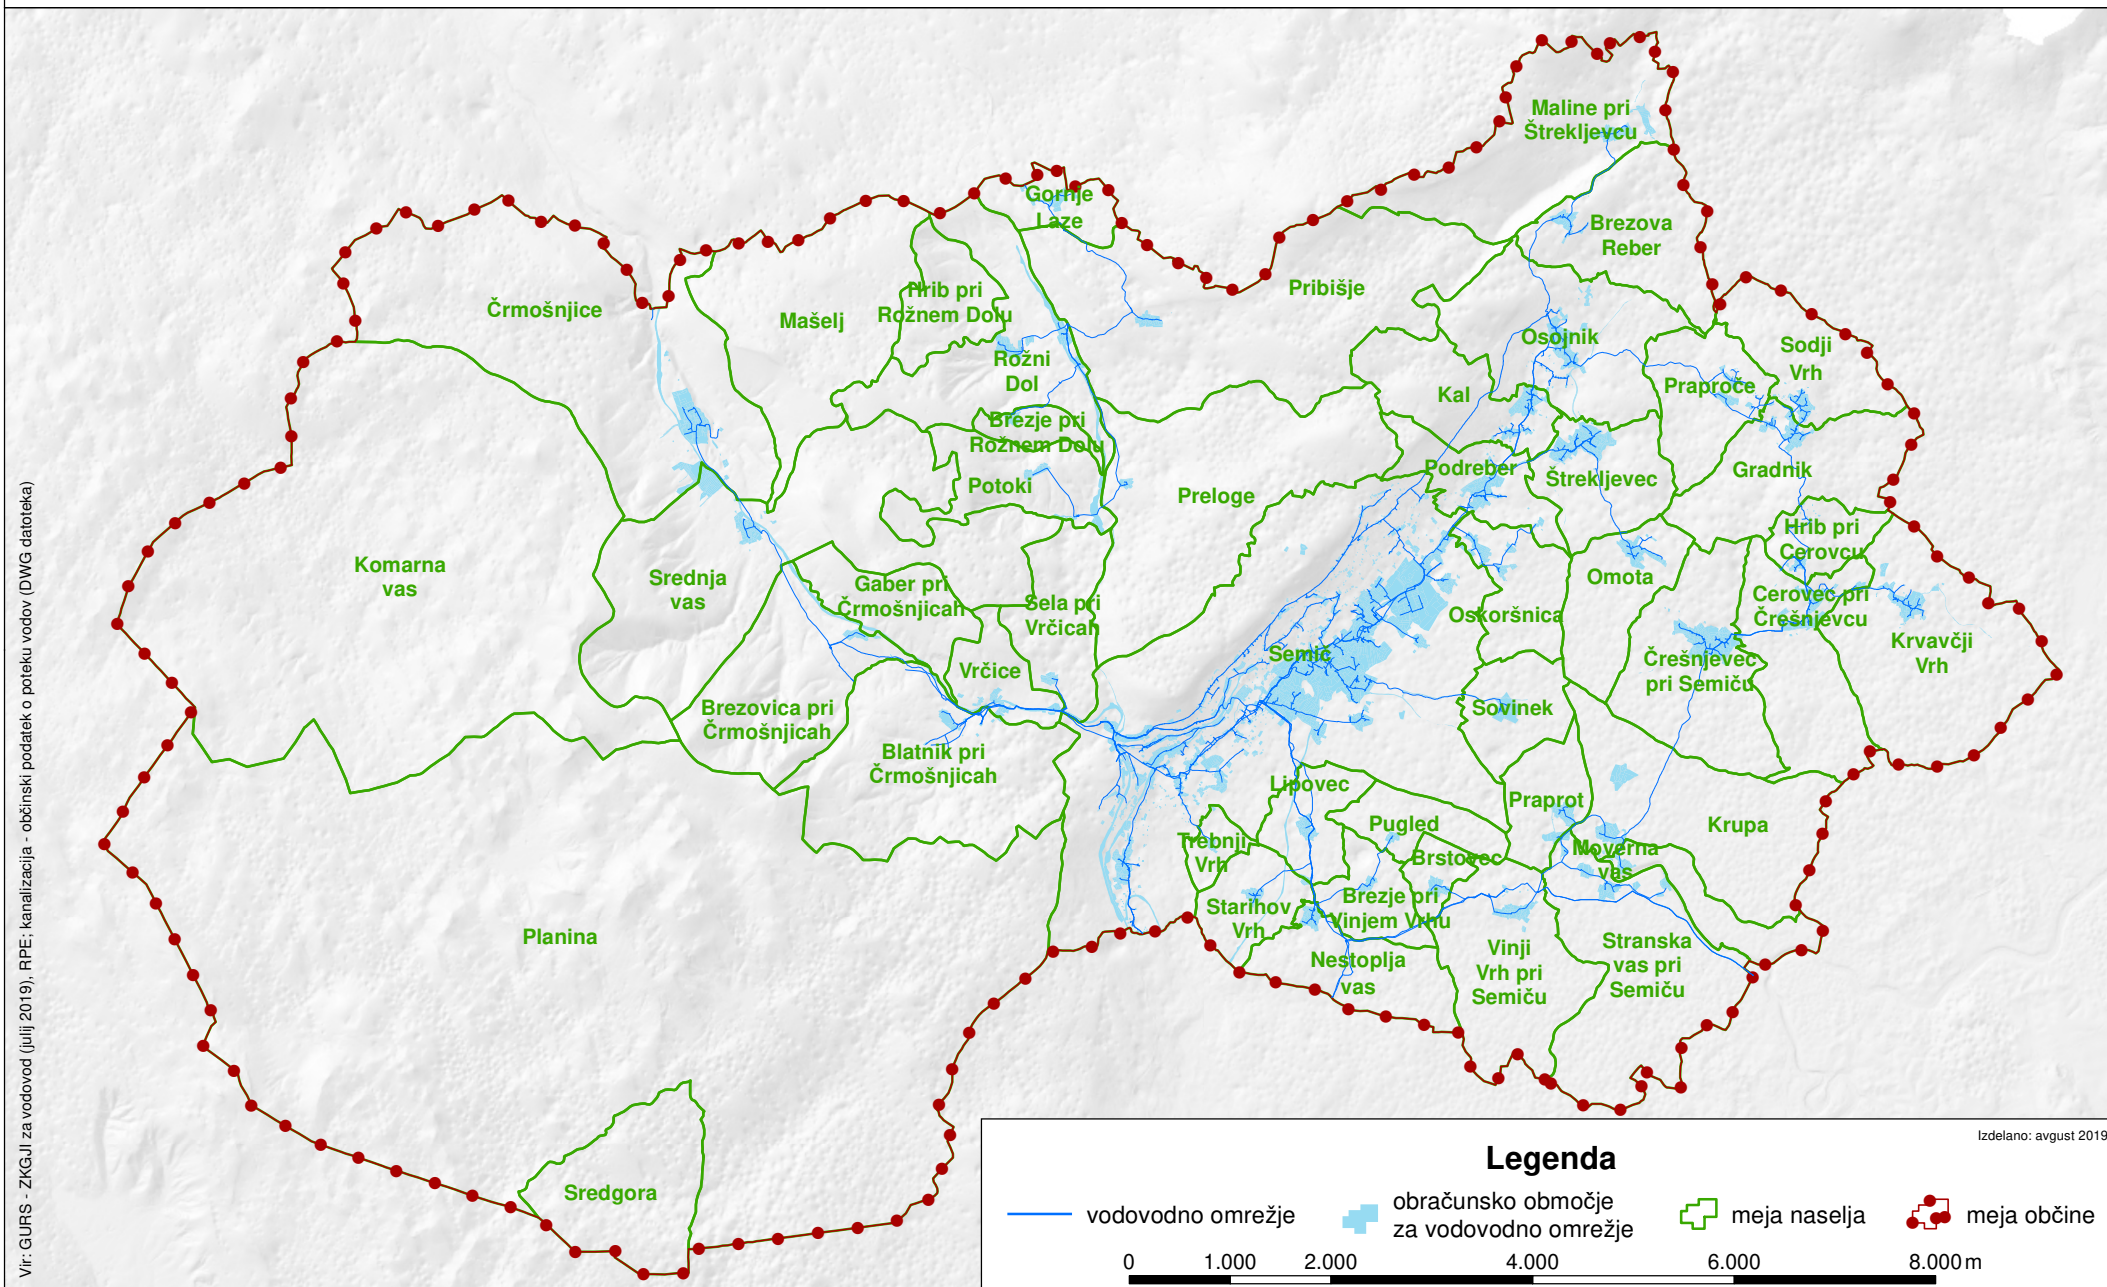 Maline pri
Štrekljevcu
Gornje
Laze
Brezova
Reber
Črmošnjice
Mašelj
Hrib pri
Rožnem Dolu
Pribišje
Osojnik
Sodji
Vrh
Rožni
Dol
Kal
Praproče
Brezje pri
Rožnem Dolu
Podreber
Štrekljevec
Gradnik
Potoki
Preloge
Hrib pri
Cerovcu
Komarna
vas
Srednja
vas
Gaber pri
Črmošnjicah
Sela pri
Vrčicah
Omota
Oskoršnica
Cerovec pri
Črešnjevcu
Krvavčji
Vrh
Semič
Črešnjevec
pri Semiču
Vrčice
Brezovica pri
Črmošnjicah
Sovinek
Blatnik pri
Črmošnjicah
Lipovec
Praprot
Pugled
Krupa
Trebnji
Vrh
Brstovec
Moverna
vas
Starihov
Vrh
Brezje pri
Vinjem Vrhu
Planina
Nestoplja
vas
Vinji
Vrh pri
Semiču
Stranska
vas pri
Semiču
Sredgora
Vir: GURS - ZKGJI za vodovod (julij 2019), RPE; kanalizacija - občinski podatek o poteku vodov (DWG datoteka)
Izdelano: avgust 2019
Legenda
vodovodno omrežje
obračunsko območje
za vodovodno omrežje
meja naselja
meja občine
0 1.000 2.000 4.000 6.000 8.000 m